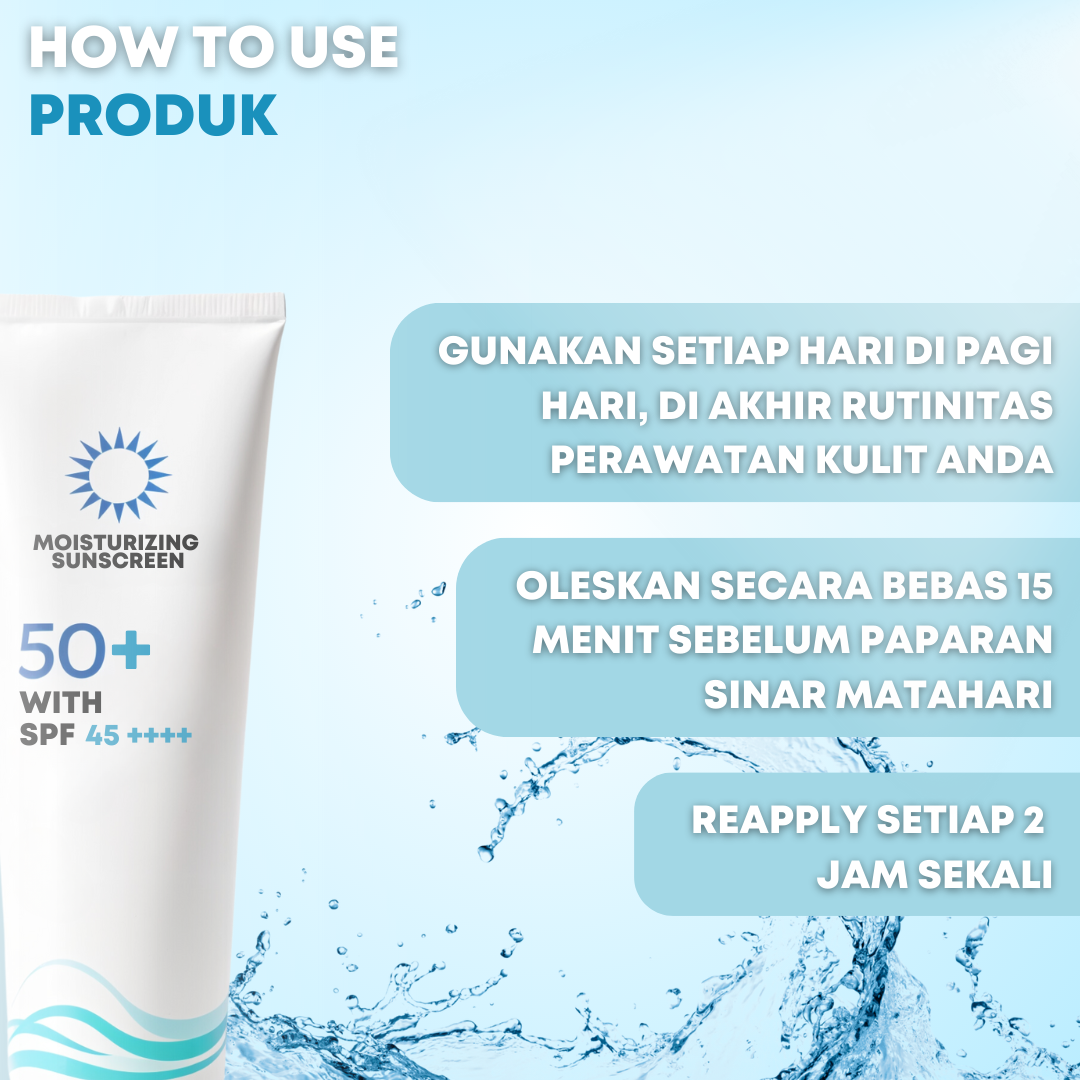 HOW TO USE
PRODUK
GUNAKAN SETIAP HARI DI PAGI
HARI, DI AKHIR RUTINITAS
PERAWATAN KULIT ANDA
OLESKAN SECARA BEBAS 15
MENIT SEBELUM PAPARAN
SINAR MATAHARI
REAPPLY SETIAP 2
JAM SEKALI
MOISTURIZING
SUNSCREEN
50+
WITH
SPF 45 ++++